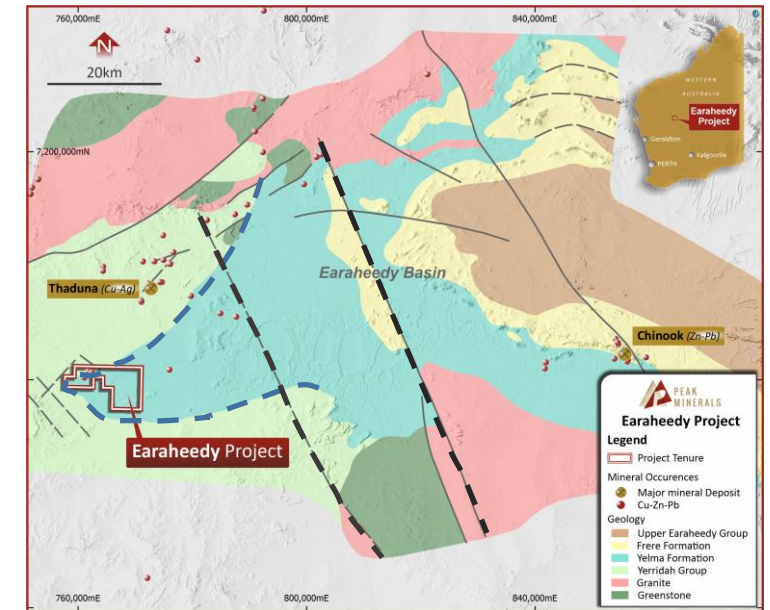 760,000mE
800,000mE
840,000mE
N
20km
7,200,000mN
WESTERN
AUSTRALIA
Earaheedy
Project
Geraldton
Kalgoorlie
PERTH
Earaheedy Basin
Thaduna (Cu-Ag)
Chinook (Zn-Pb)
Earaheedy Project
PEAK
MINERALS
Earaheedy Project
Legend
Project Tenure
Mineral Occurences
Major mineral Deposit
Cu-Zn-Pb
Geology
Upper Earaheedy Group
Frere Formation
Yelma Formation
Yerridah Group
Granite
Greenstone
760,000mE
800,000mE
840,000mE